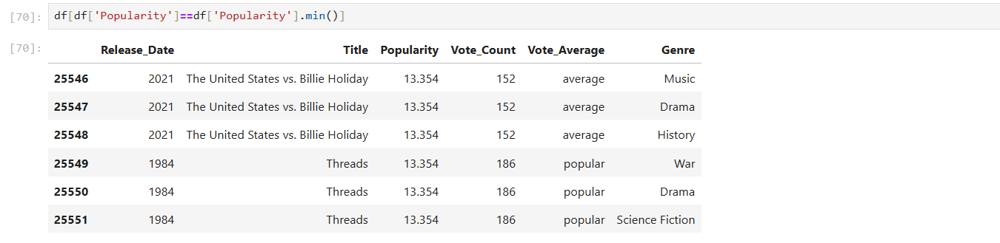 [70]: df[df['Popularity']==df['Popularity'].min()]
[70]: Release_Date Title Popularity Vote_Count Vote_Average Genre
25546 2021 The United States vs. Billie Holiday 13.354 152 average Music
25547 2021 The United States vs. Billie Holiday 13.354 152 average Drama
25548 2021 The United States vs. Billie Holiday 13.354 152 average History
25549 1984 Threads 13.354 186 popular War
25550 1984 Threads 13.354 186 popular Drama
25551 1984 Threads 13.354 186 popular Science Fiction